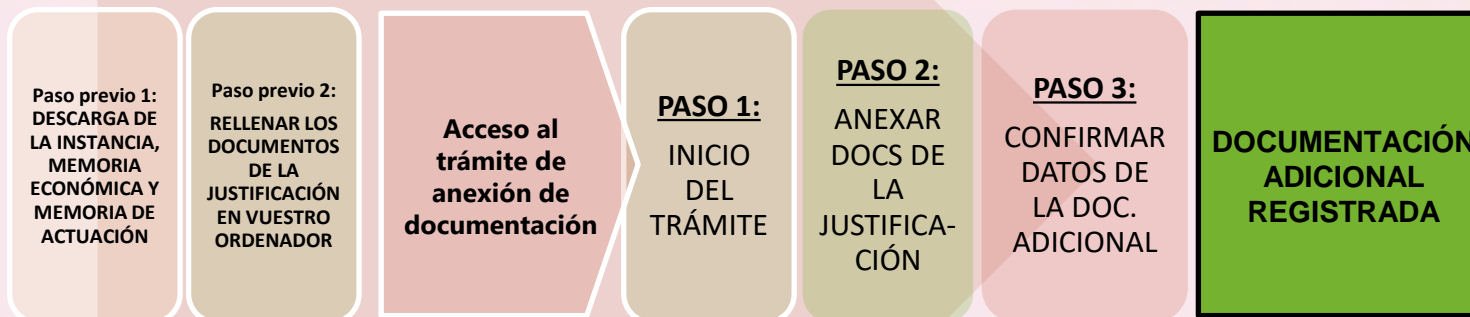 Paso previo 1:
DESCARGA DE
LA INSTANCIA,
MEMORIA
ECONÓMICA Y
MEMORIA DE
ACTUACIÓN
Paso previo 2:
RELLENAR LOS
DOCUMENTOS
DE LA
JUSTIFICACIÓN
EN VUESTRO
ORDENADOR
Acceso al
trámite de
anexión de
documentación
PASO 1:
INICIO
DEL
TRÁMITE
PASO 2:
ANEXAR
DOCS DE
LA
JUSTIFICA-
CIÓN
PASO 3:
CONFIRMAR
DATOS DE
LA DOC.
ADICIONAL
DOCUMENTACIÓN
ADICIONAL
REGISTRADA